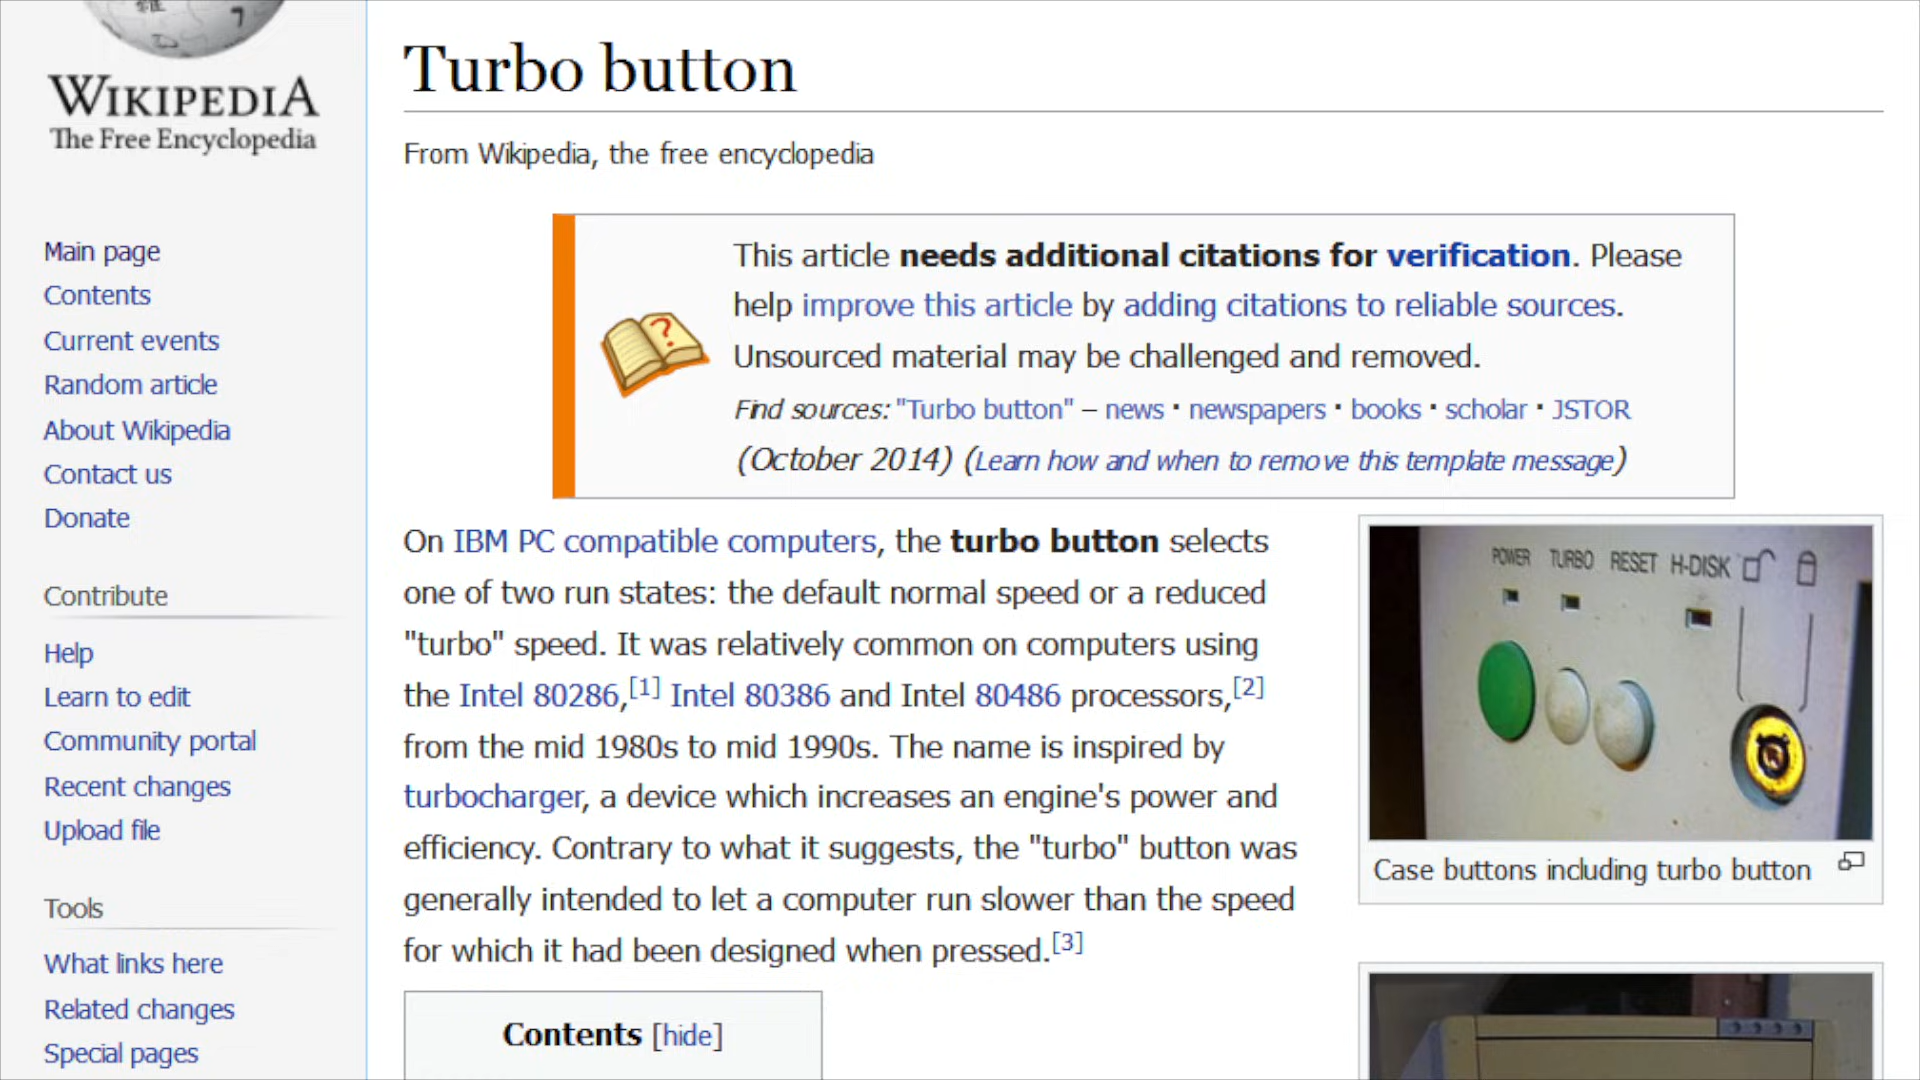 WIKIPEDIA
The Free Encyclopedia
Main page
Contents
Current events
Random article
About Wikipedia
Contact us
Donate
Contribute
Help
Learn to edit
Community portal
Recent changes
Upload file
Tools
What links here
Related changes
Special pages
Turbo button
From Wikipedia, the free encyclopedia
This article needs additional citations for verification. Please
help improve this article by adding citations to reliable sources.
Unsourced material may be challenged and removed.
Find sources: "Turbo button" – news · newspapers · books · scholar · JSTOR
(October 2014) (Learn how and when to remove this template message)
On IBM PC compatible computers, the turbo button selects
one of two run states: the default normal speed or a reduced
"turbo" speed. It was relatively common on computers using
the Intel 80286,[1] Intel 80386 and Intel 80486 processors,[2]
from the mid 1980s to mid 1990s. The name is inspired by
turbocharger, a device which increases an engine's power and
efficiency. Contrary to what it suggests, the "turbo" button was
generally intended to let a computer run slower than the speed
for which it had been designed when pressed.[3]
Contents [hide]
POWER TURBO RESET H-DISK
Case buttons including turbo button